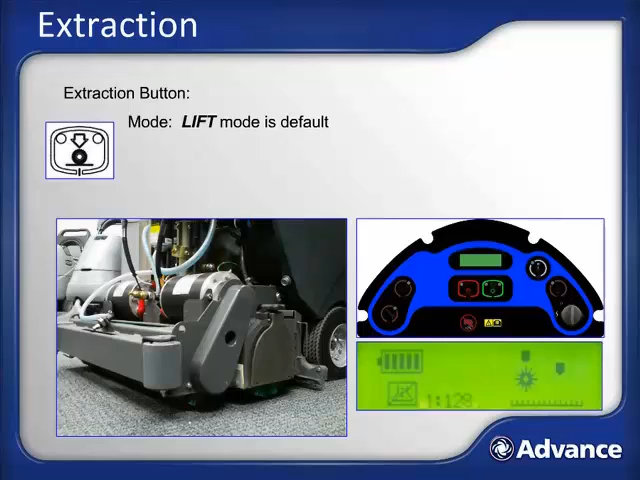 Extraction
Extraction Button:
Mode: LIFT mode is default
1:128
Advance